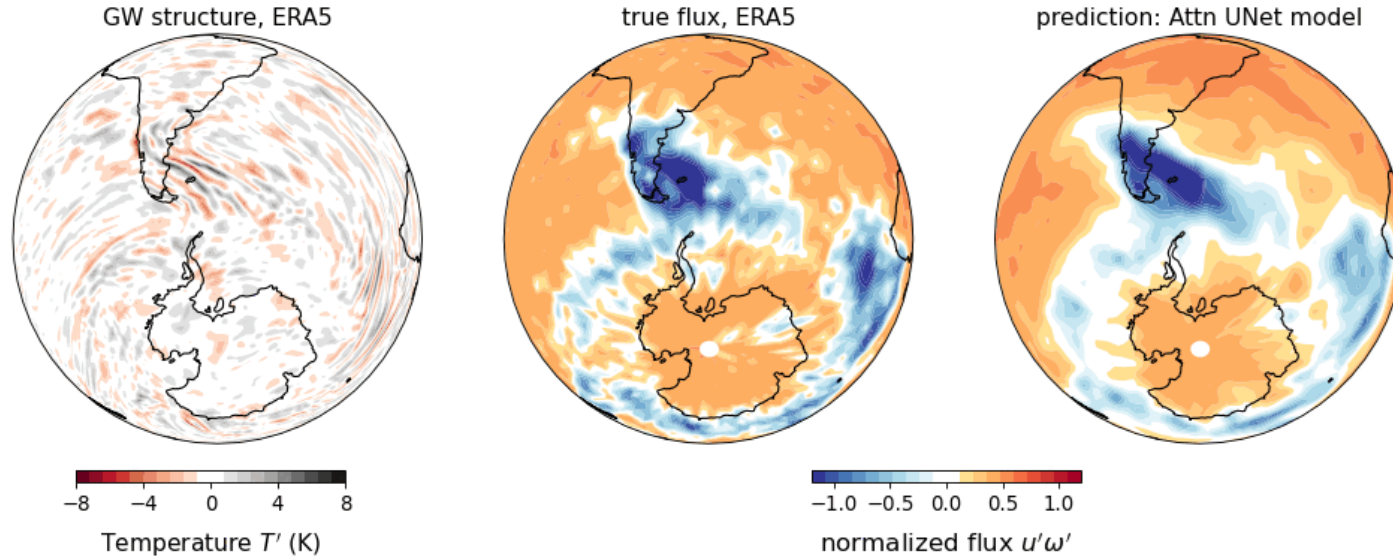 GW structure, ERA5
true flux, ERA5
prediction: Attn UNet model
−8 −4 0 4 8
Temperature T′ (K)
−1.0 −0.5 0.0 0.5 1.0
normalized flux u′ω′